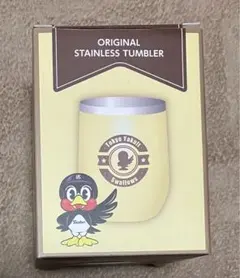 ORIGINAL
STAINLESS TUMBLER
Tokyo Yakult
Swallows